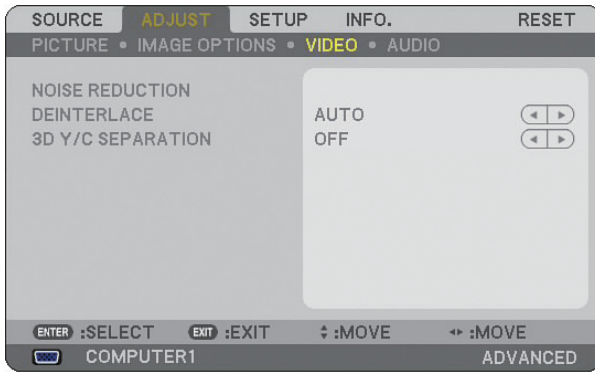 SOURCE ADJUST SETUP INFO. RESET
PICTURE • IMAGE OPTIONS • VIDEO • AUDIO
NOISE REDUCTION
DEINTERLACE AUTO
3D Y/C SEPARATION OFF
ENTER :SELECT EXIT :EXIT :MOVE :MOVE
COMPUTER1 ADVANCED